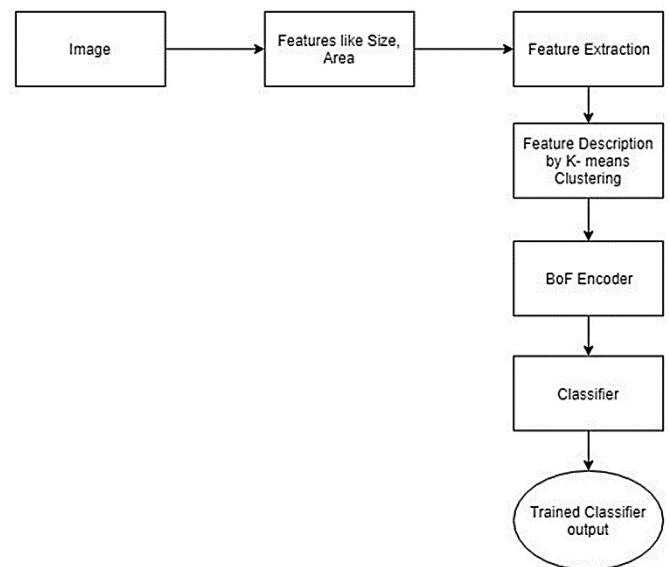 Image
Features like Size,
Area
Feature Extraction
Feature Description
by K- means
Clustering
BoF Encoder
Classifier
Trained Classifier
output